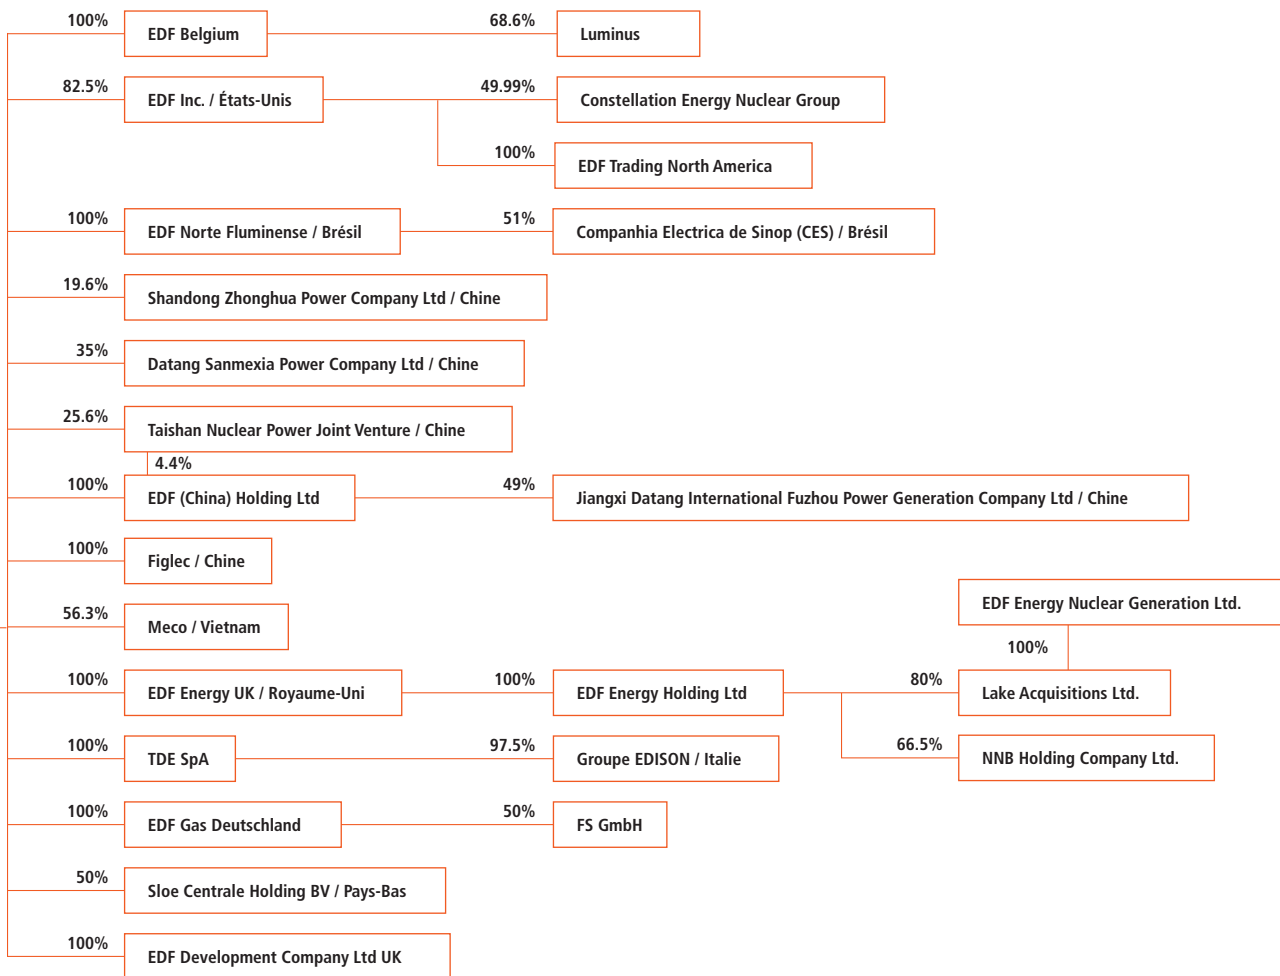 100%
EDF Belgium
68.6%
Luminus
82.5%
EDF Inc. / États-Unis
49.99%
Constellation Energy Nuclear Group
100%
EDF Trading North America
100%
EDF Norte Fluminense / Brésil
51%
Companhia Electrica de Sinop (CES) / Brésil
19.6%
Shandong Zhonghua Power Company Ltd / Chine
35%
Datang Sanmexia Power Company Ltd / Chine
25.6%
Taishan Nuclear Power Joint Venture / Chine
4.4%
100%
EDF (China) Holding Ltd
49%
Jiangxi Datang International Fuzhou Power Generation Company Ltd / Chine
100%
Figlec / Chine
56.3%
Meco / Vietnam
EDF Energy Nuclear Generation Ltd.
100%
100%
EDF Energy UK / Royaume-Uni
100%
EDF Energy Holding Ltd
80%
Lake Acquisitions Ltd.
66.5%
NNB Holding Company Ltd.
100%
TDE SpA
97.5%
Groupe EDISON / Italie
100%
EDF Gas Deutschland
50%
FS GmbH
50%
Sloe Centrale Holding BV / Pays-Bas
100%
EDF Development Company Ltd UK